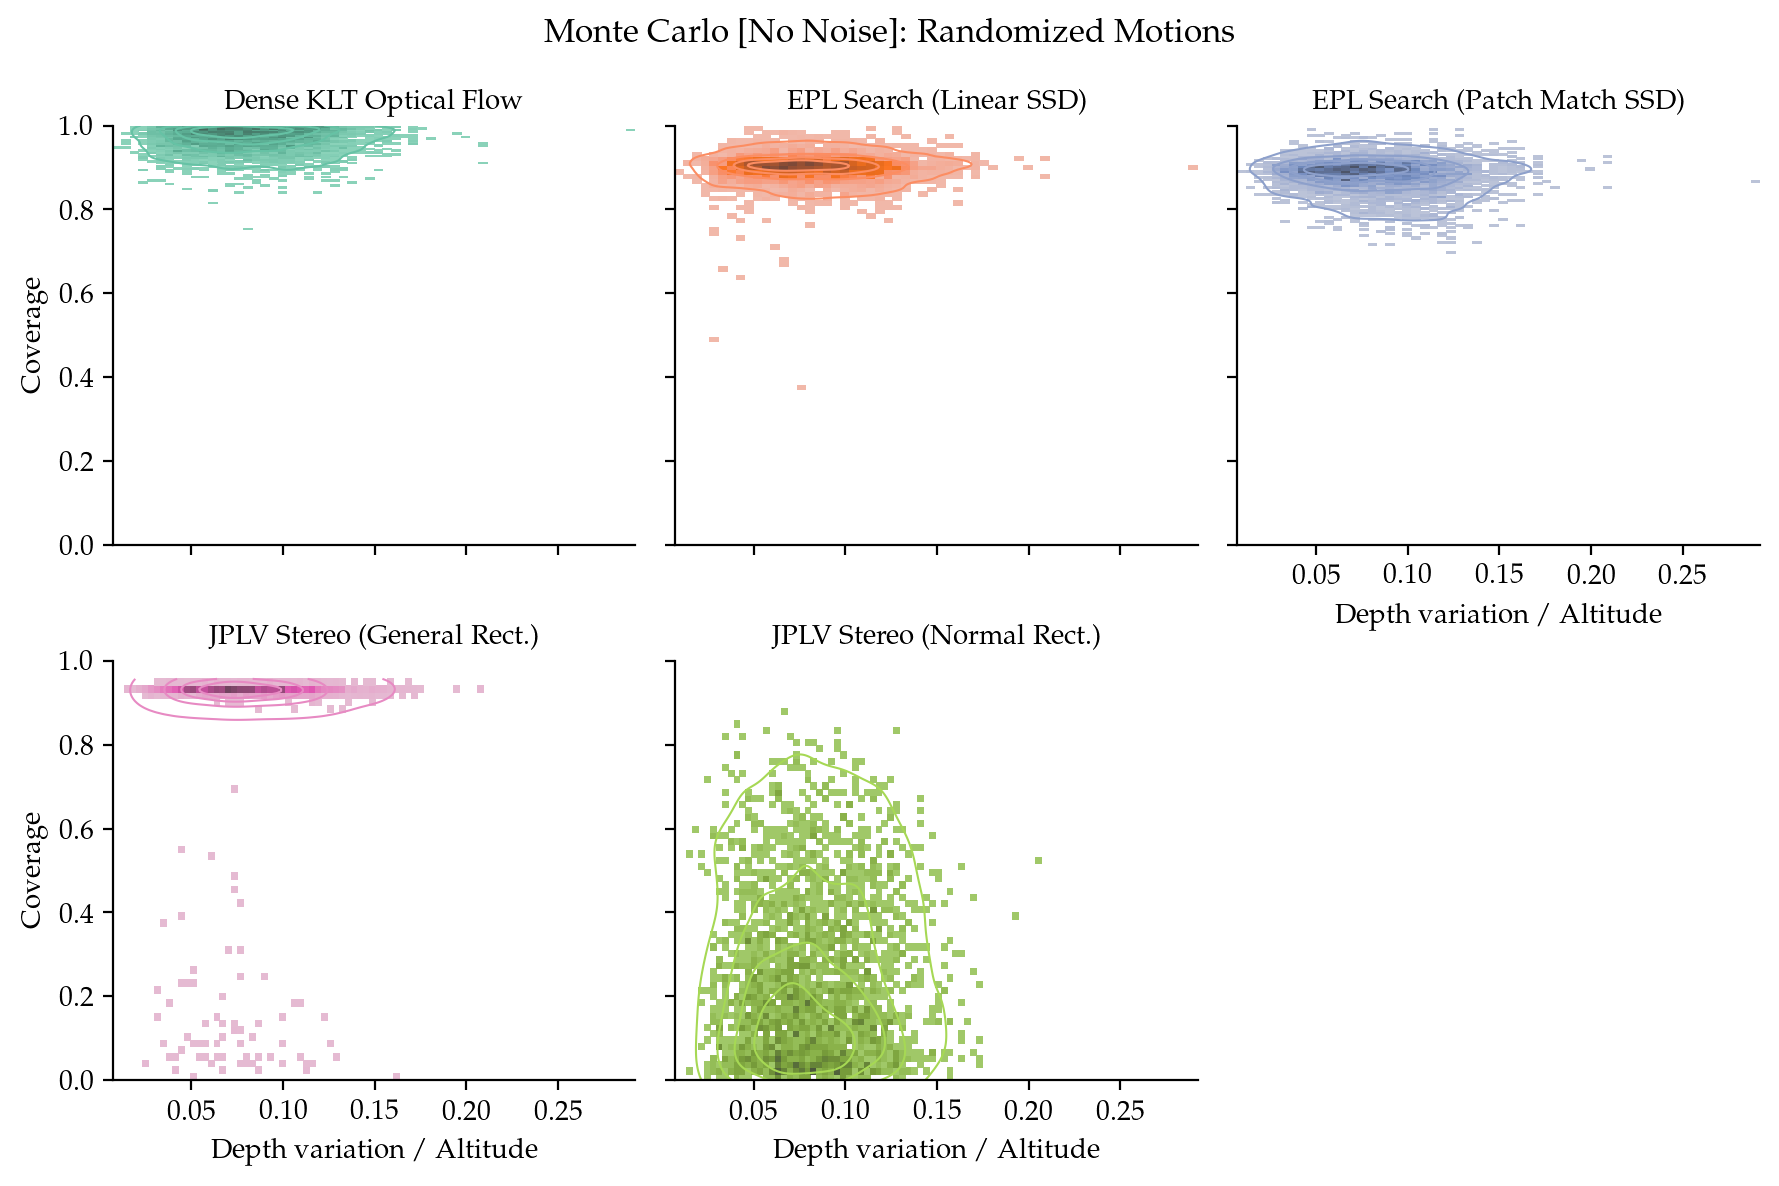 Monte Carlo [No Noise]: Randomized Motions
Dense KLT Optical Flow
EPL Search (Linear SSD)
EPL Search (Patch Match SSD)
1.0
0.8
0.6
0.4
0.2
0.0
Coverage
0.05 0.10 0.15 0.20 0.25
Depth variation / Altitude
JPLV Stereo (General Rect.)
JPLV Stereo (Normal Rect.)
1.0
0.8
0.6
0.4
0.2
0.0
Coverage
0.05 0.10 0.15 0.20 0.25
0.05 0.10 0.15 0.20 0.25
Depth variation / Altitude
Depth variation / Altitude